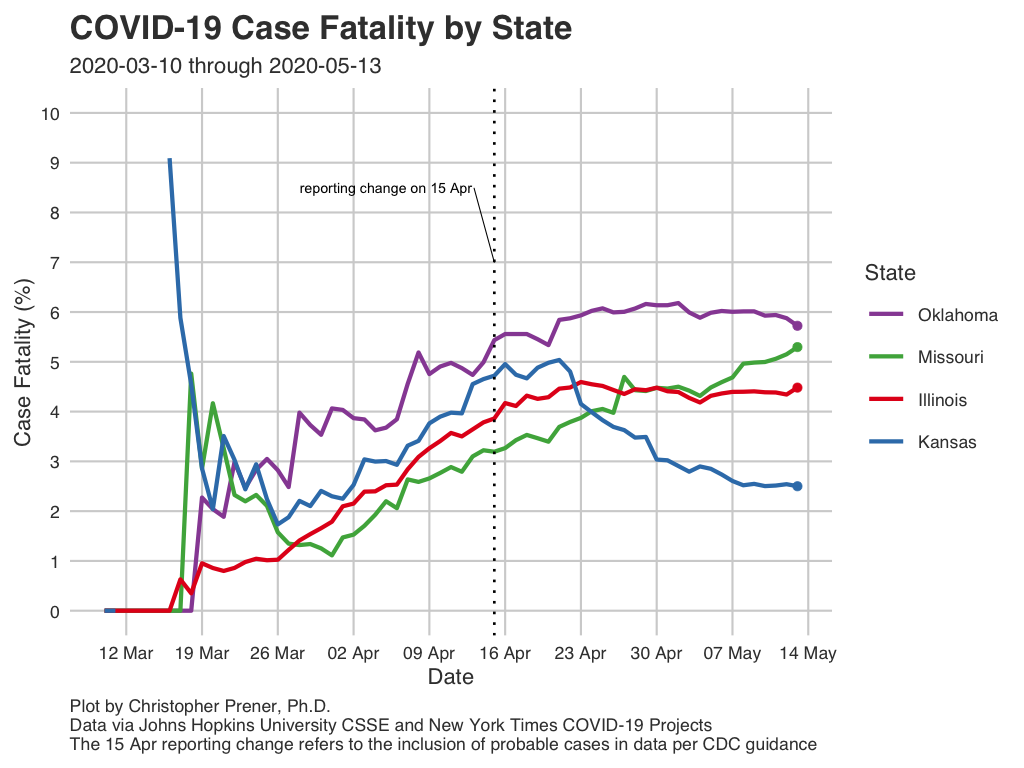 COVID-19 Case Fatality by State
2020-03-10 through 2020-05-13
10
9
8
7
6
5
4
3
2
1
0
Case Fatality (%)
reporting change on 15 Apr
12 Mar
19 Mar
26 Mar
02 Apr
09 Apr
16 Apr
23 Apr
30 Apr
07 May
14 May
Date
State
Oklahoma
Missouri
Illinois
Kansas
Plot by Christopher Prener, Ph.D.
Data via Johns Hopkins University CSSE and New York Times COVID-19 Projects
The 15 Apr reporting change refers to the inclusion of probable cases in data per CDC guidance